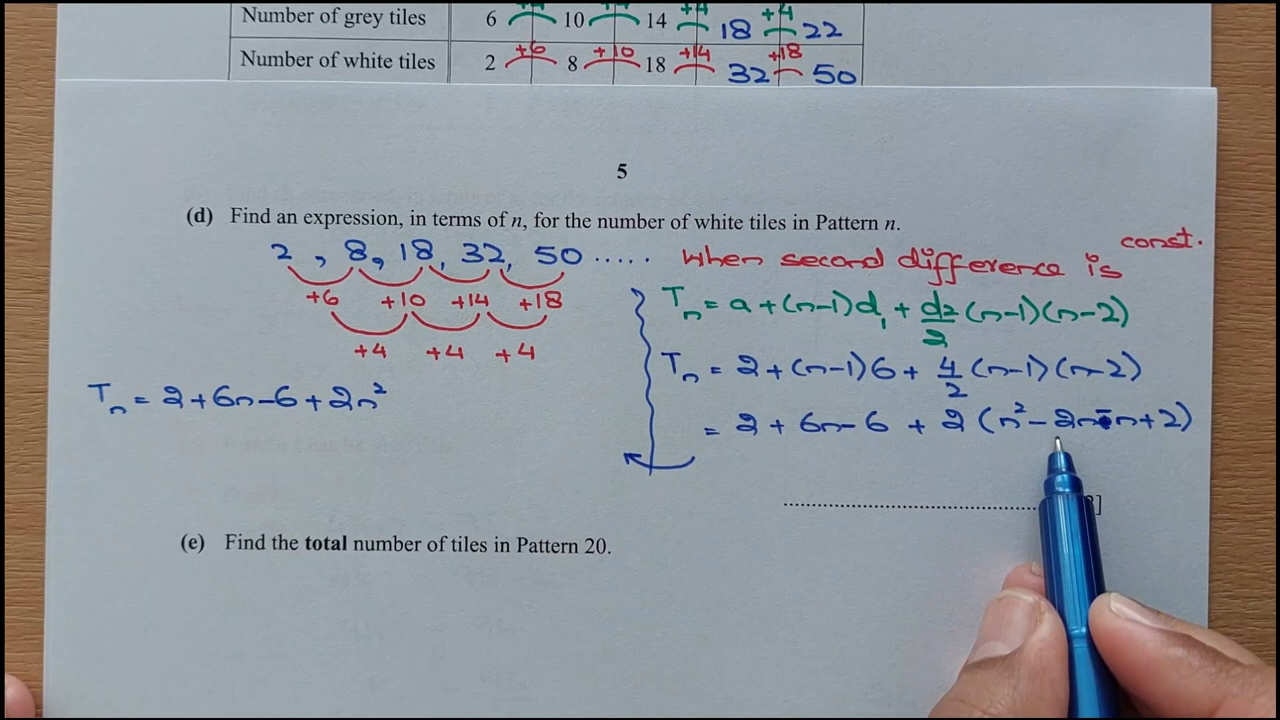 +4 +4 +4 +4
Number of grey tiles 6 10 14 18 22
+6 +10 +14 +18
Number of white tiles 2 8 18 32 50
5
(d) Find an expression, in terms of n, for the number of white tiles in Pattern n.
2, 8, 18, 32, 50 ..... when second difference is const.
+6 +10 +14 +18
+4 +4 +4
Tₙ = a + (n-1)d₁ + d₂/2 (n-1)(n-2)
Tₙ = 2 + (n-1)6 + 4/2 (n-1)(n-2)
= 2 + 6n-6 + 2 (n² - 2n - n + 2)
Tₙ = 2 + 6n - 6 + 2n²
............................................ ]
(e) Find the total number of tiles in Pattern 20.